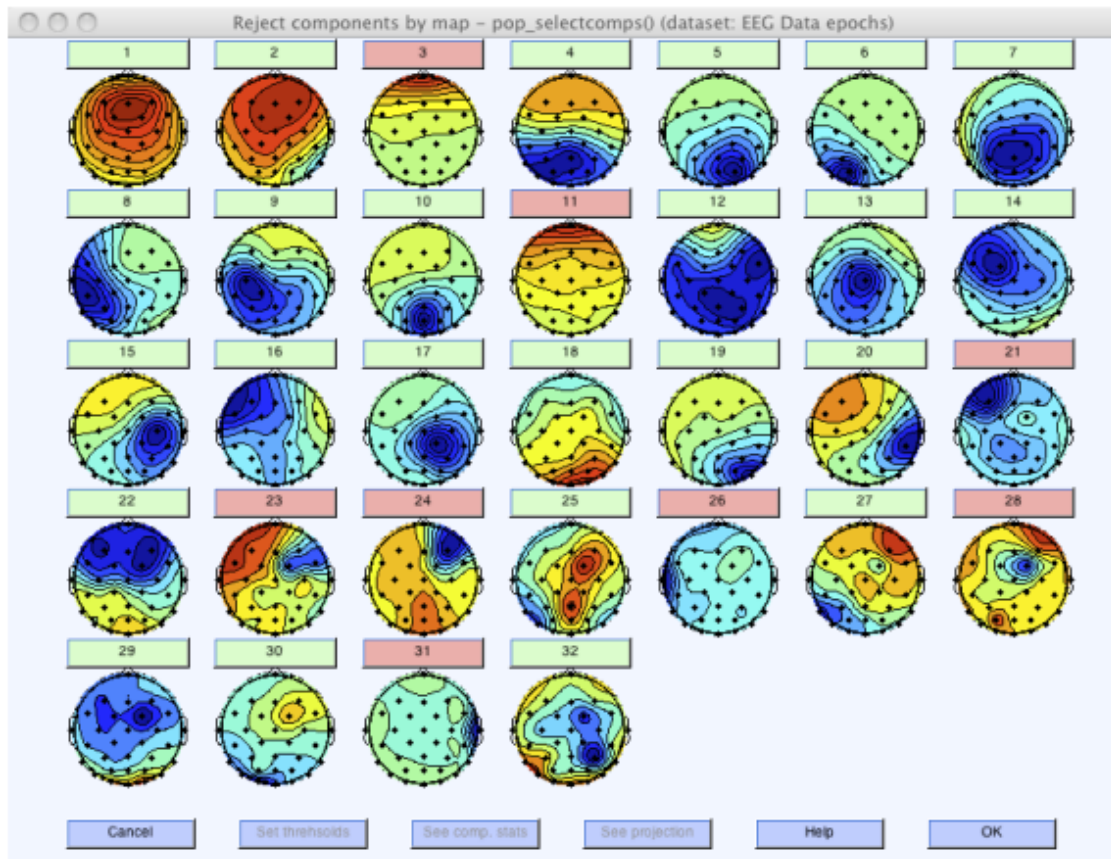 Reject components by map - pop_selectcomps() (dataset: EEG Data epochs)
1 2 3 4 5 6 7
8 9 10 11 12 13 14
15 16 17 18 19 20 21
22 23 24 25 26 27 28
29 30 31 32
Cancel Set threhsolds See comp. stats See projection Help OK